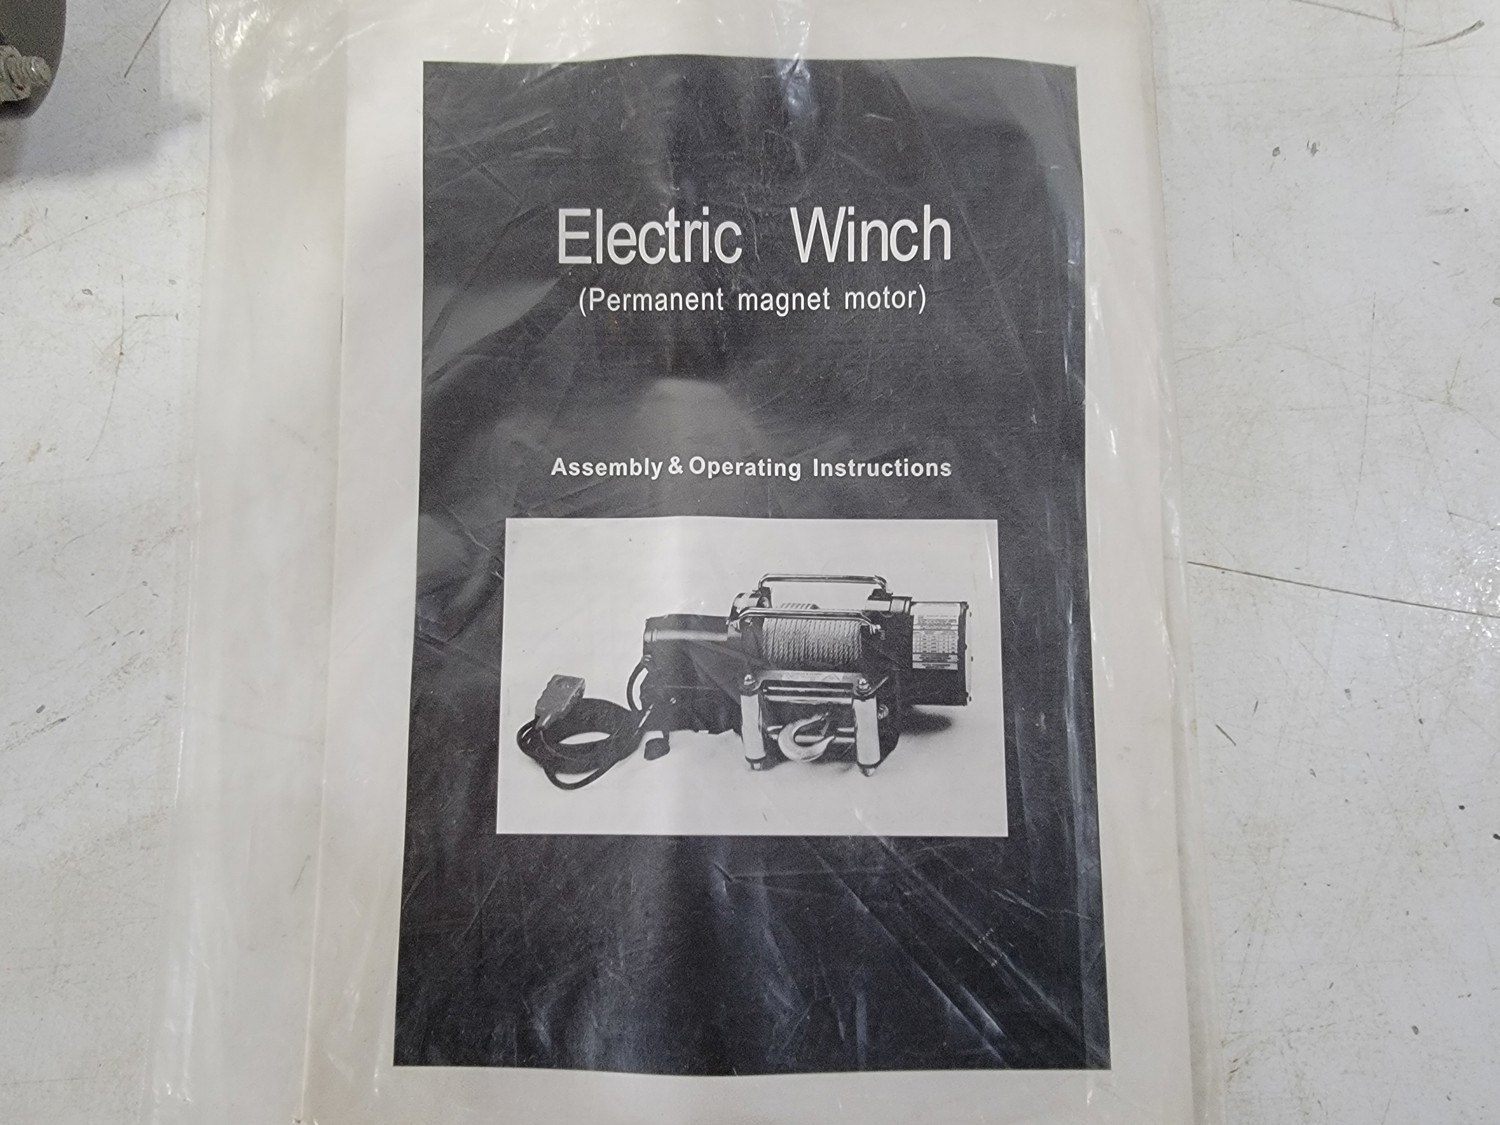 Electric Winch
(Permanent magnet motor)
Assembly & Operating Instructions